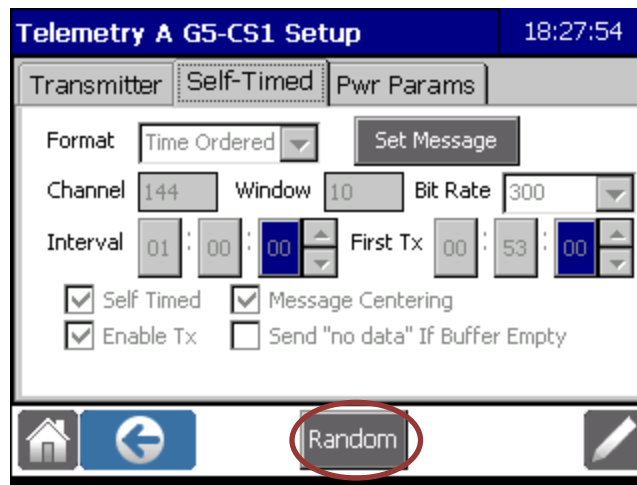 Telemetry A G5-CS1 Setup 18:27:54
Transmitter Self-Timed Pwr Params
Format Time Ordered Set Message
Channel 144 Window 10 Bit Rate 300
Interval 01 : 00 : 00 First Tx 00 : 53 : 00
Self Timed Message Centering
Enable Tx Send "no data" If Buffer Empty
Random